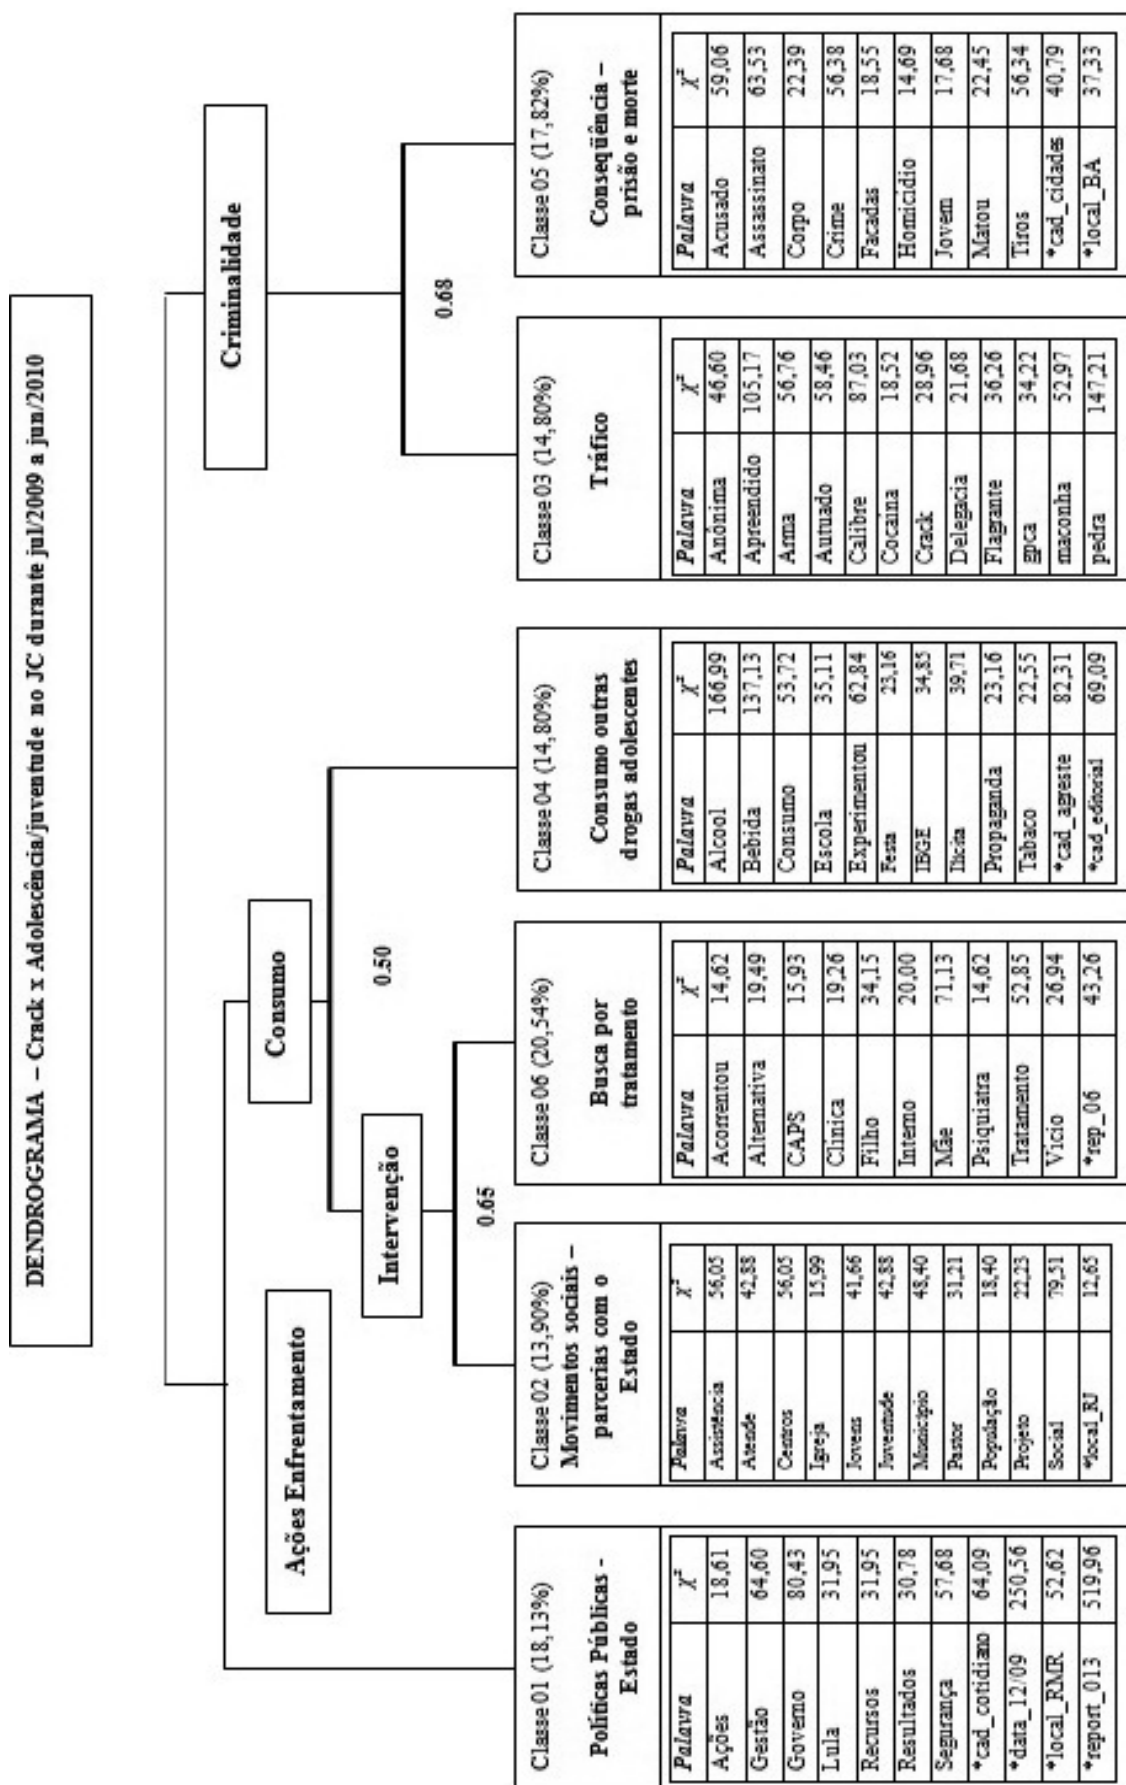 DENDROGRAMA – Crack x Adolescência/juventude no JC durante jul/2009 a jun/2010
Ações Enfrentamento
Consumo
Criminalidade
Intervenção
0.50
0.68
0.65
Classe 01 (18,13%)
Políticas Públicas -
Estado
Palavra χ²
Ações 18,61
Gestão 64,60
Governo 80,43
Lula 31,95
Recursos 31,95
Resultados 30,78
Segurança 57,68
*cad_cotidiano 64,09
*data_12/09 250,56
*local_RMR 52,62
*report_013 519,96
Classe 02 (13,90%)
Movimentos sociais –
parcerias com o
Estado
Palavra χ²
Assistência 56,05
Atende 42,88
Centros 56,05
Igreja 15,99
Jovens 41,66
Juventude 42,88
Município 48,40
Pastor 31,21
População 18,40
Projeto 22,23
Social 79,51
*local_RJ 12,65
Classe 06 (20,54%)
Busca por
tratamento
Palavra χ²
Acorrentou 14,62
Alternativa 19,49
CAPS 15,93
Clínica 19,26
Filho 34,15
Interno 20,00
Mãe 71,13
Psiquiatra 14,62
Tratamento 52,85
Vício 26,94
*rep_06 43,26
Classe 04 (14,80%)
Consumo outras
drogas adolescentes
Palavra χ²
Alcool 166,99
Bebida 137,13
Consumo 53,72
Escola 35,11
Experimentou 62,84
Festa 23,16
IBGE 34,85
Ilícita 39,71
Propaganda 23,16
Tabaco 22,55
*cad_agreste 82,31
*cad_editorial 69,09
Classe 03 (14,80%)
Tráfico
Palavra χ²
Anônima 46,60
Apreendido 105,17
Arma 56,76
Autuado 58,46
Calibre 87,03
Cocaína 18,52
Crack 28,96
Delegacia 21,68
Flagrante 36,26
gpca 34,22
maconha 52,97
pedra 147,21
Classe 05 (17,82%)
Conseqüência –
prisão e morte
Palavra χ²
Acusado 59,06
Assassinato 63,53
Corpo 22,39
Crime 56,38
Facadas 18,55
Homicídio 14,69
Jovem 17,68
Matou 22,45
Tiros 56,34
*cad_cidades 40,79
*local_BA 37,33